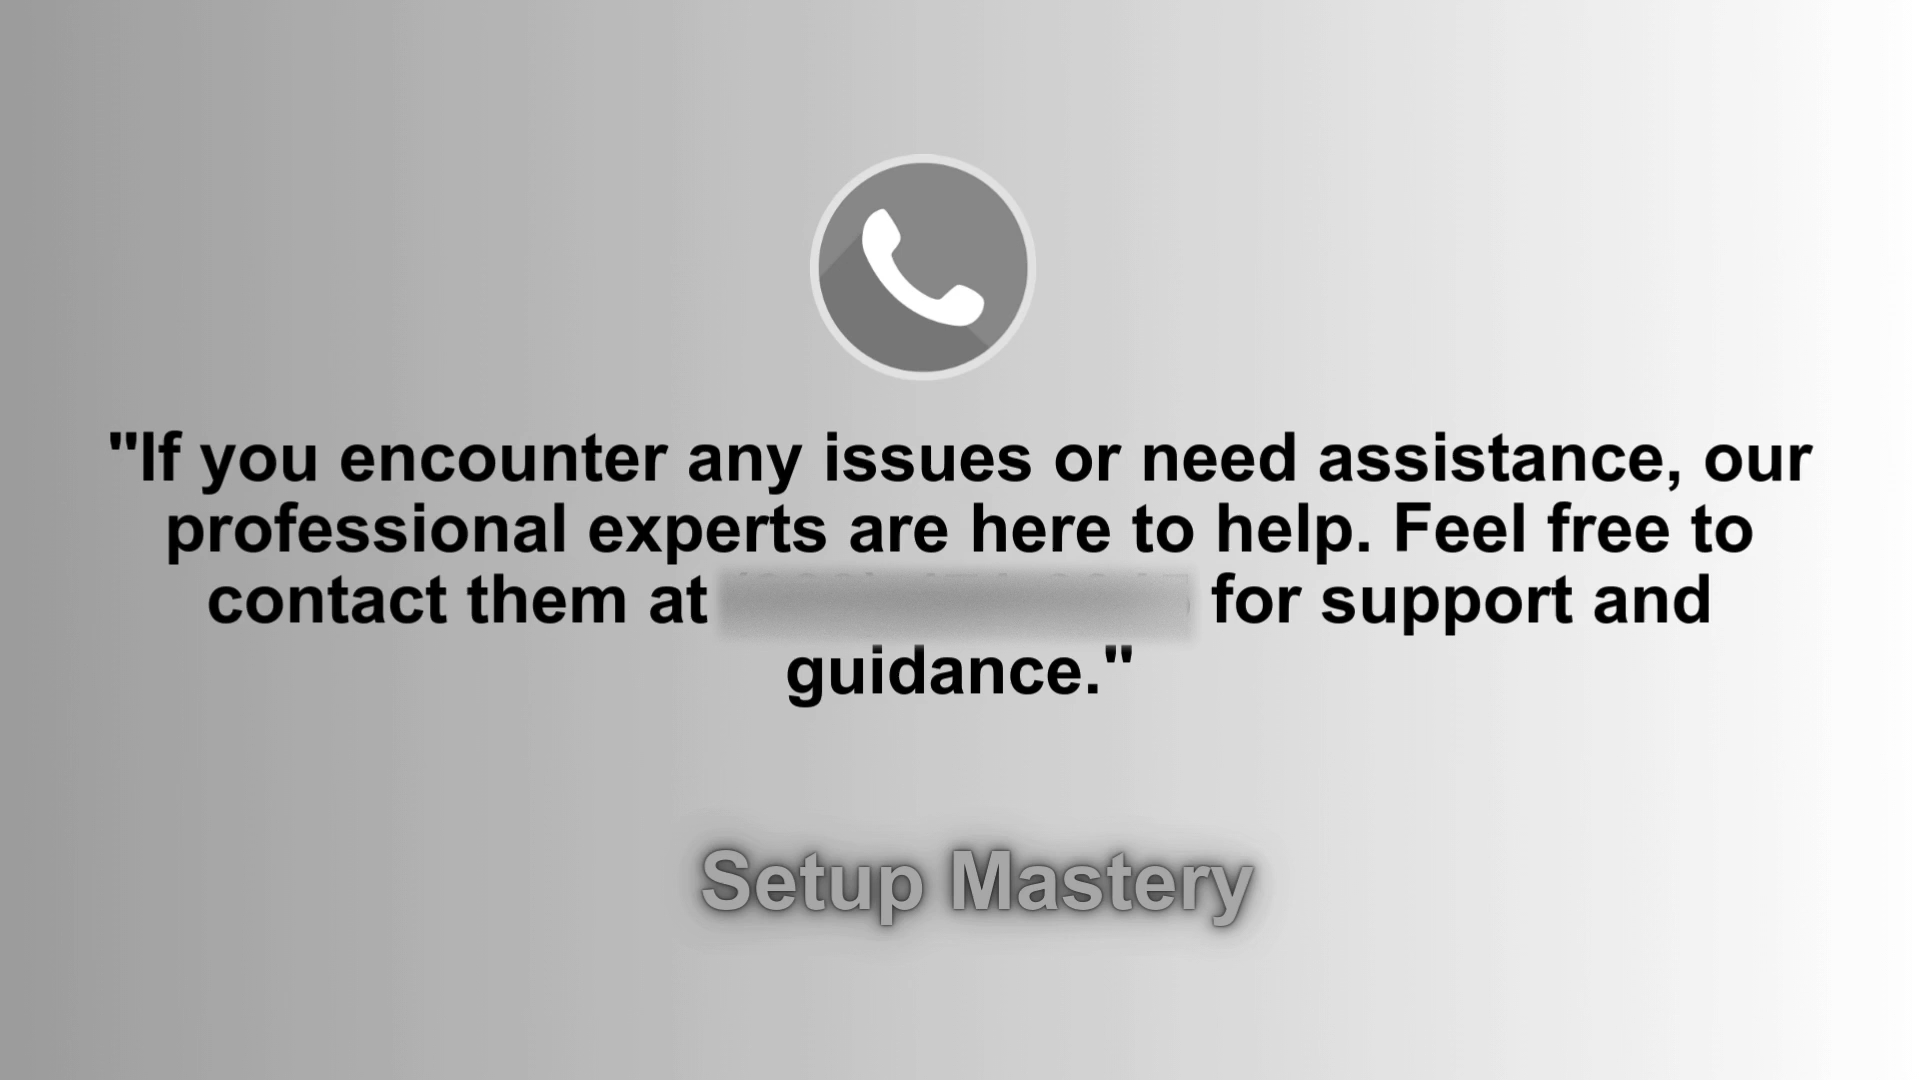 "If you encounter any issues or need assistance, our
professional experts are here to help. Feel free to
contact them at for support and
guidance."
Setup Mastery